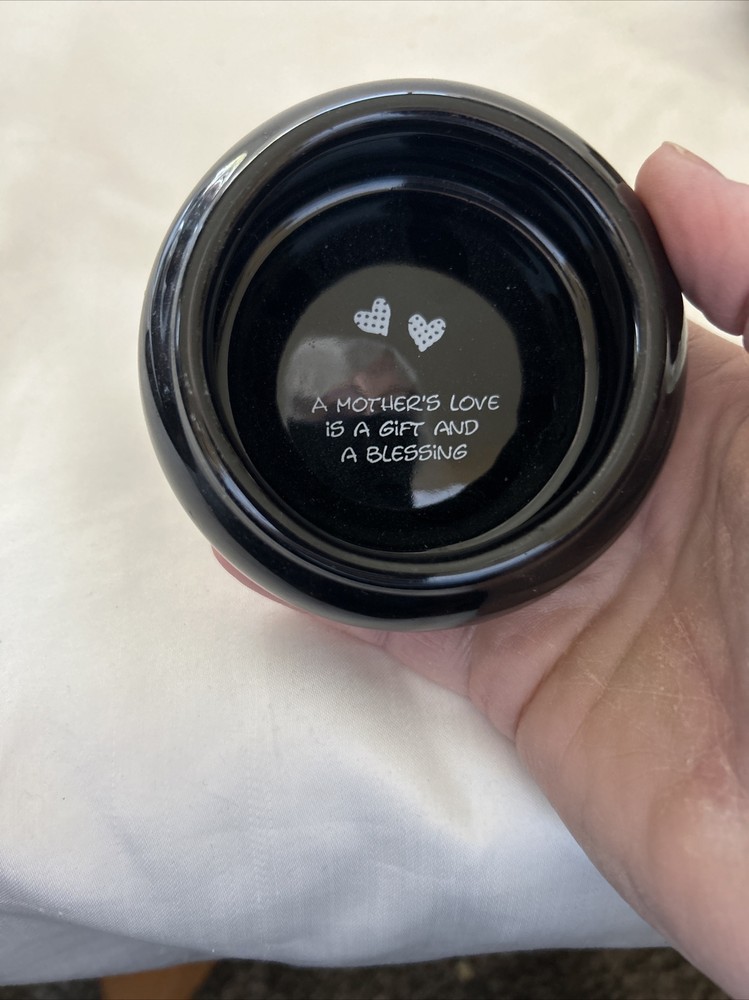 A MOTHER'S LOVE
iS A GiFT AND
A BLESSiNG